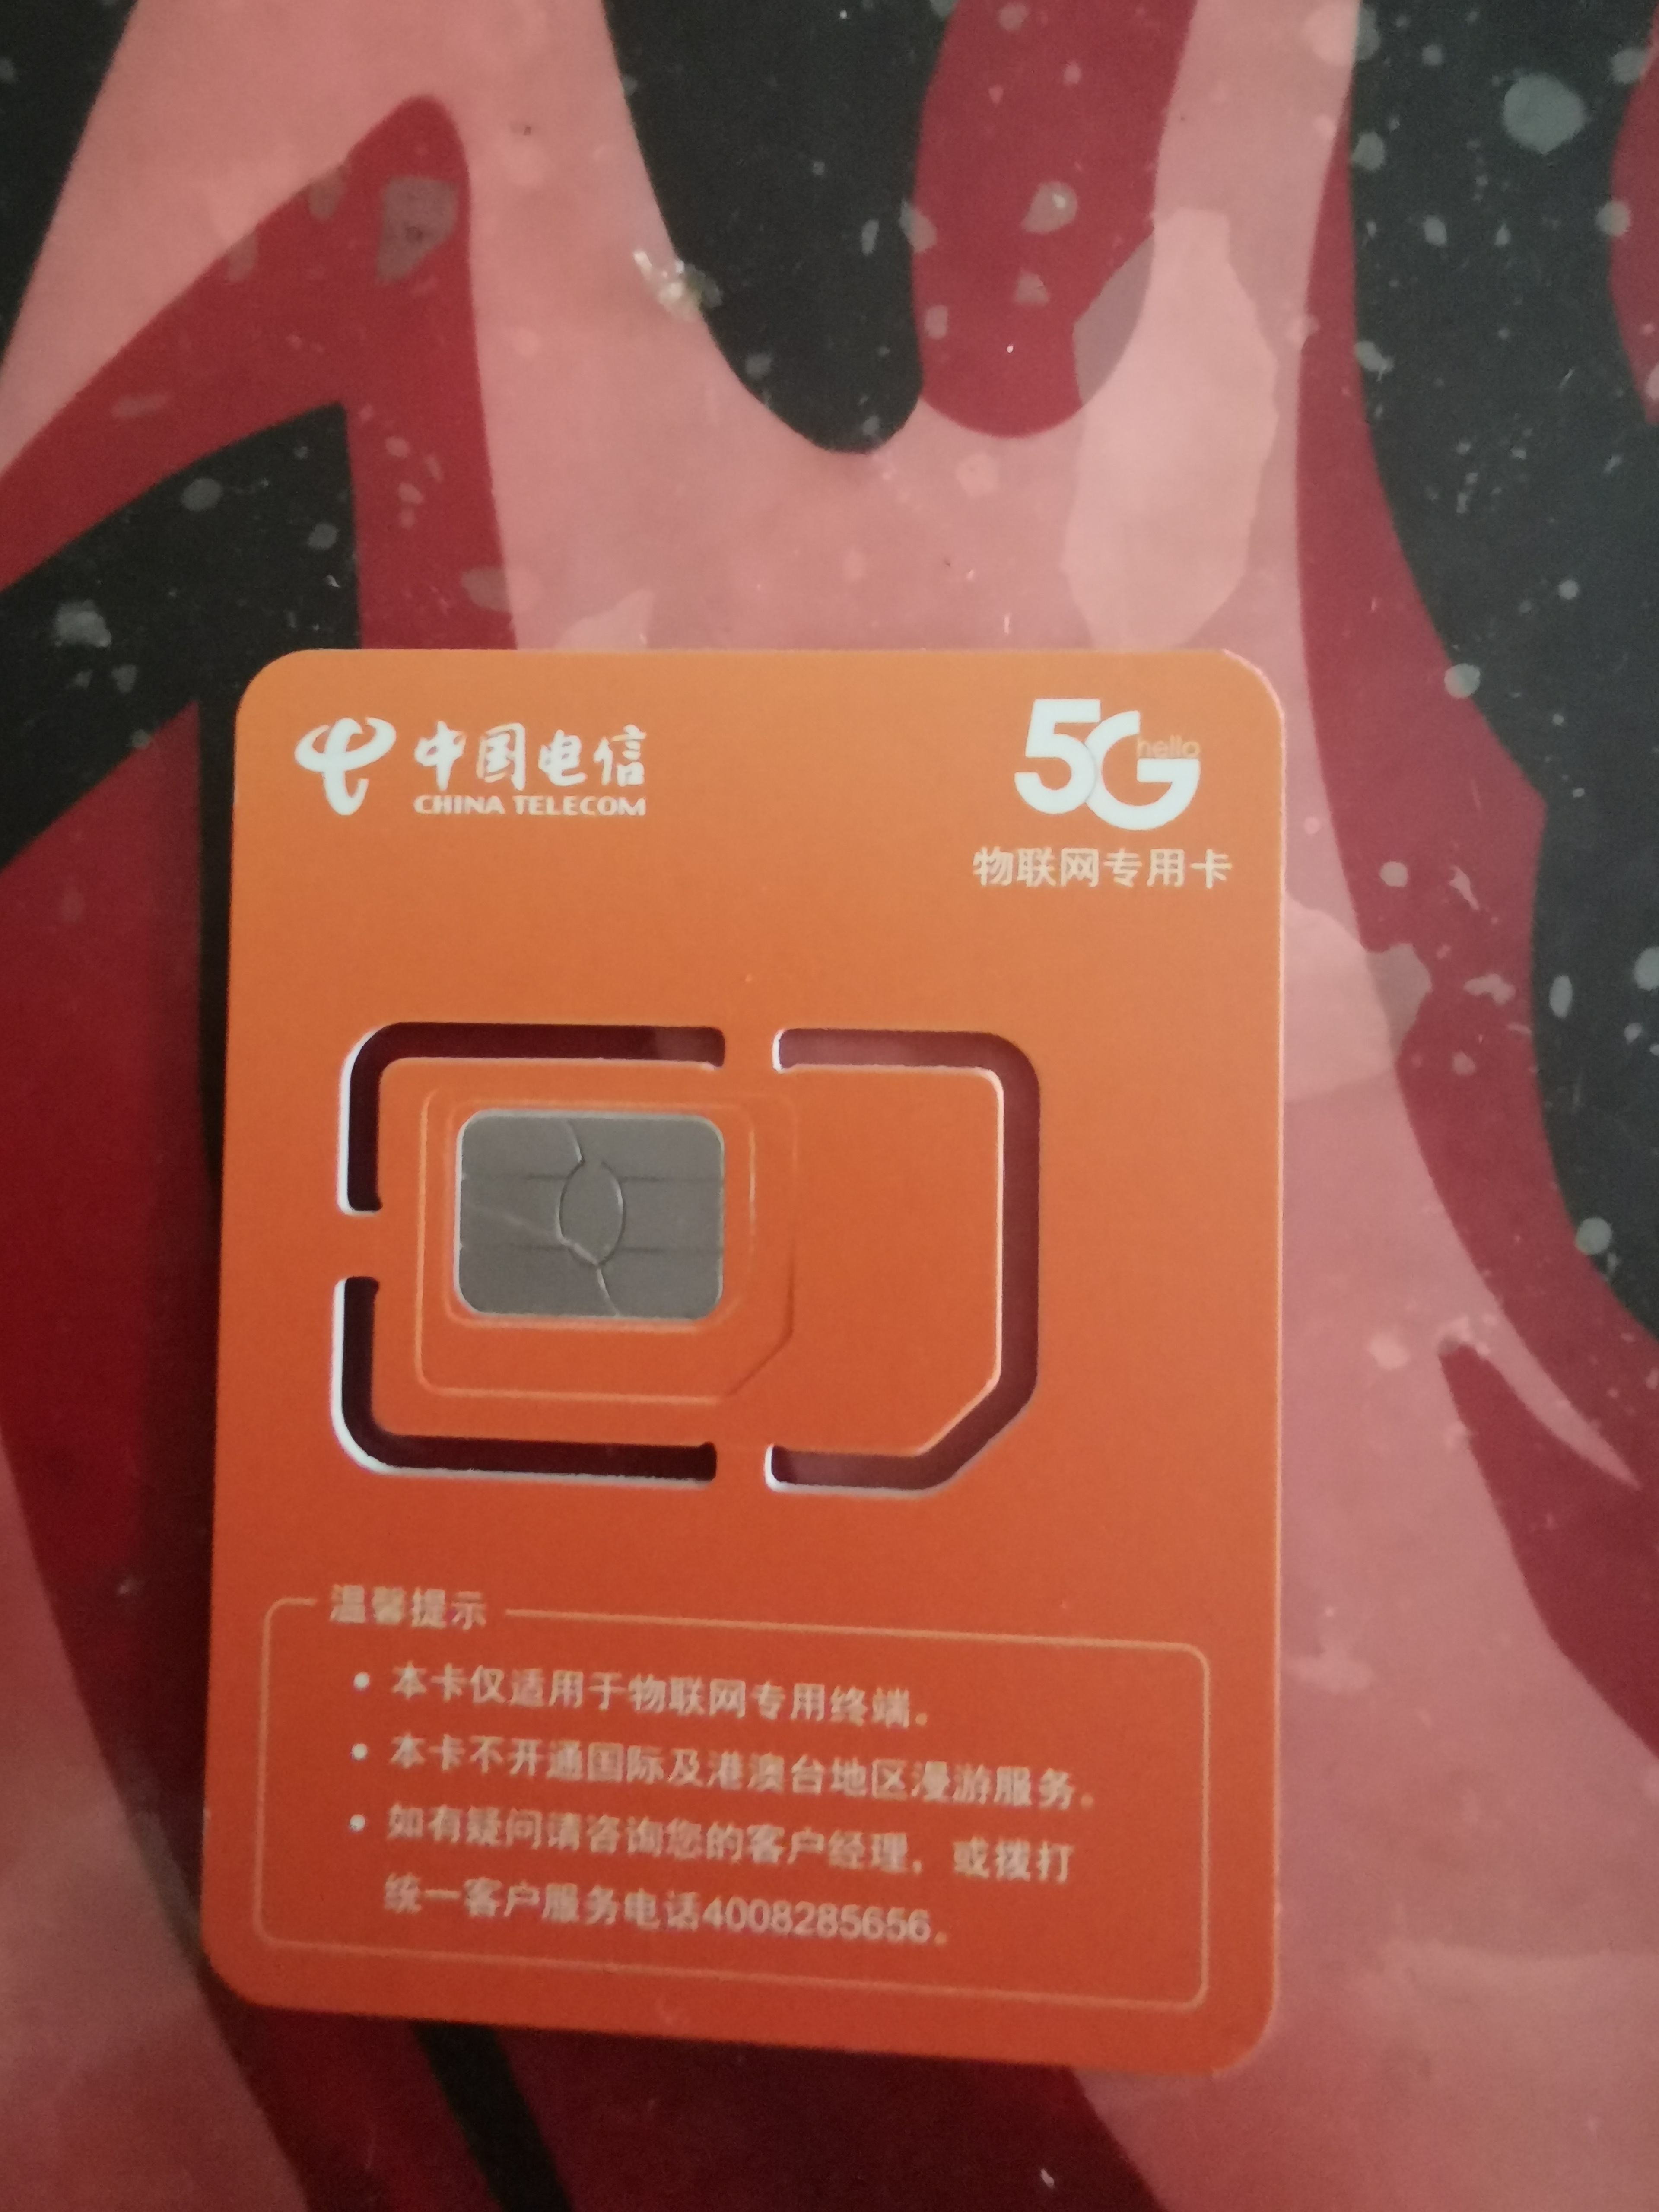 中国电信
CHINA TELECOM
5G
hello
物联网专用卡
温馨提示
• 本卡仅适用于物联网专用终端。
• 本卡不开通国际及港澳台地区漫游服务。
• 如有疑问请咨询您的客户经理，或拨打
统一客户服务电话4008285656。